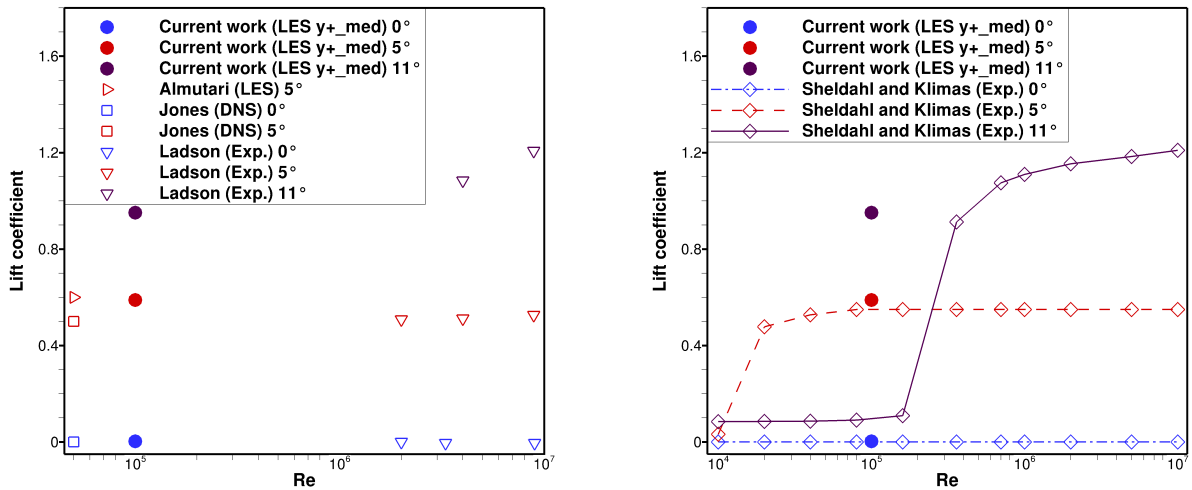 Current work (LES y+_med) 0°
Current work (LES y+_med) 5°
Current work (LES y+_med) 11°
Almutari (LES) 5°
Jones (DNS) 0°
Jones (DNS) 5°
Ladson (Exp.) 0°
Ladson (Exp.) 5°
Ladson (Exp.) 11°
1.6
1.2
0.8
0.4
0
Lift coefficient
10⁵
10⁶
10⁷
Re
Current work (LES y+_med) 0°
Current work (LES y+_med) 5°
Current work (LES y+_med) 11°
Sheldahl and Klimas (Exp.) 0°
Sheldahl and Klimas (Exp.) 5°
Sheldahl and Klimas (Exp.) 11°
1.6
1.2
0.8
0.4
0
Lift coefficient
10⁴
10⁵
10⁶
10⁷
Re